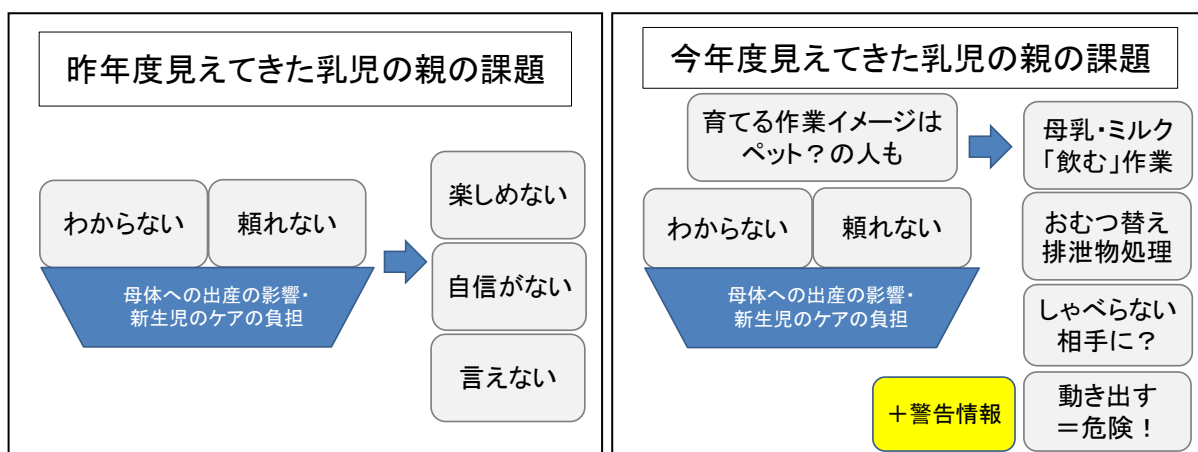 昨年度見えてきた乳児の親の課題
わからない
頼れない
母体への出産の影響・
新生児のケアの負担
楽しめない
自信がない
言えない
今年度見えてきた乳児の親の課題
育てる作業イメージは
ペット？の人も
わからない
頼れない
母体への出産の影響・
新生児のケアの負担
母乳・ミルク
「飲む」作業
おむつ替え
排泄物処理
しゃべらない
相手に？
＋警告情報
動き出す
＝危険！